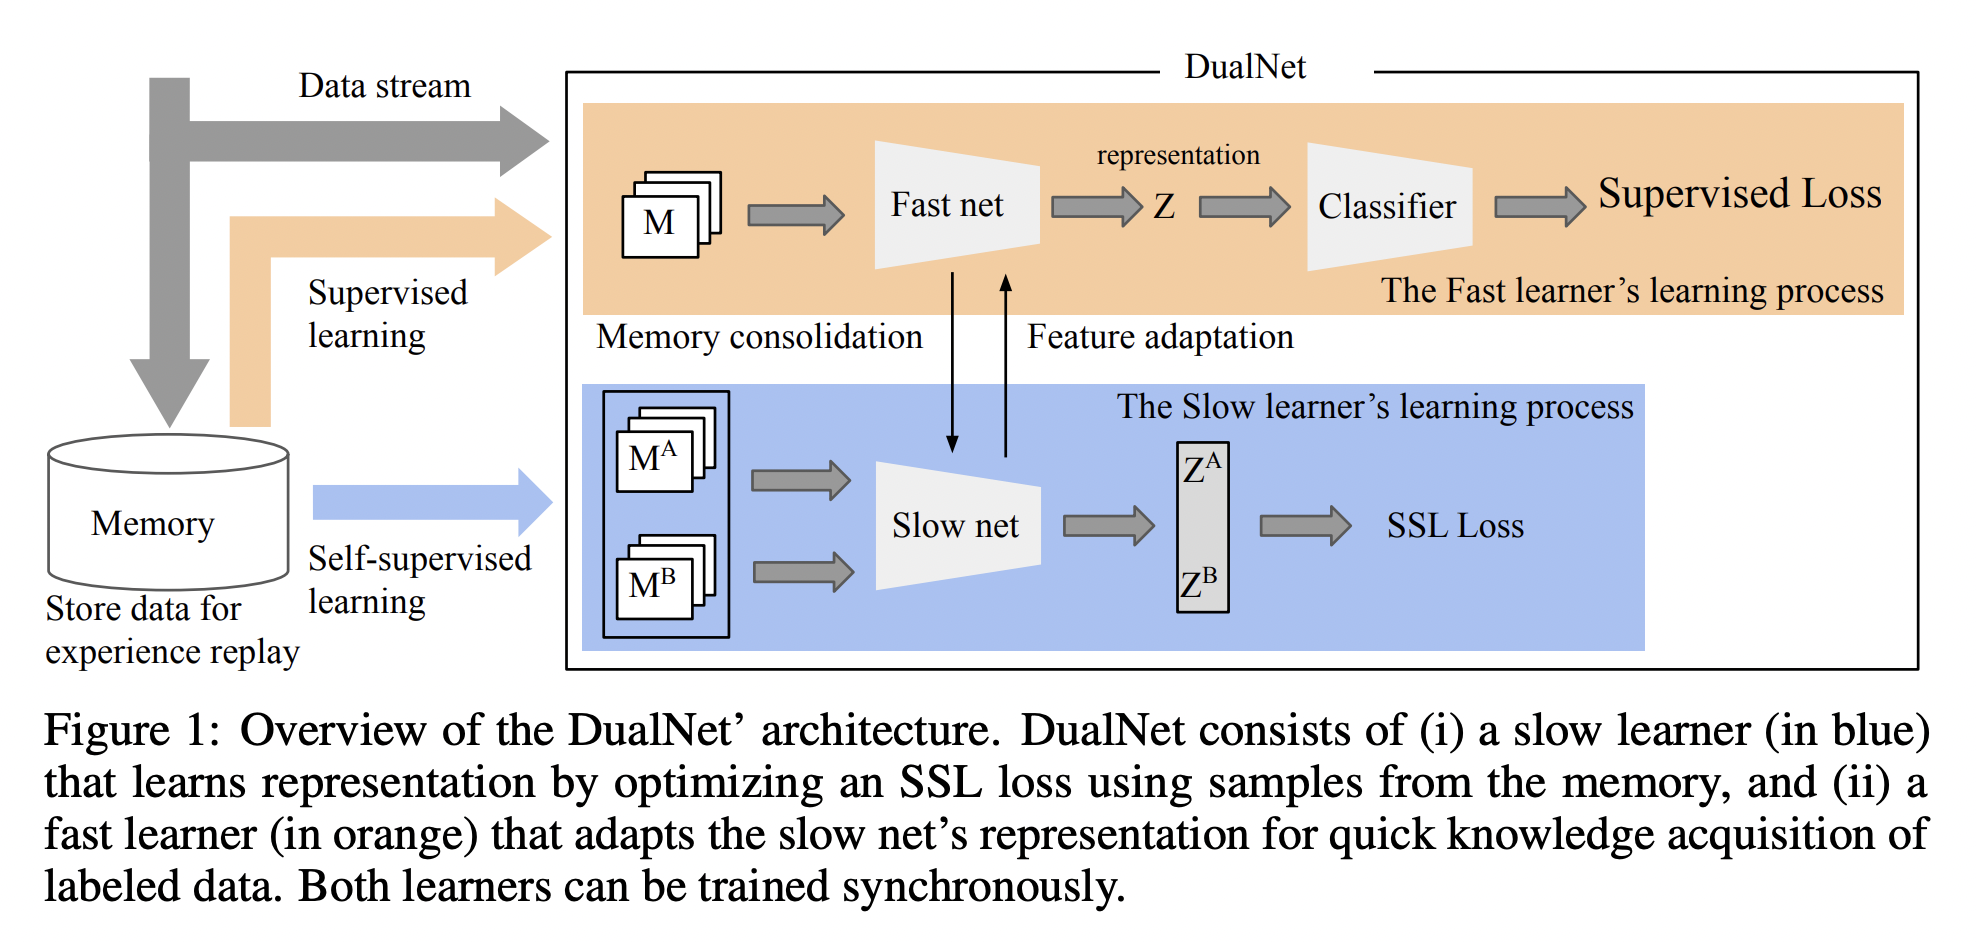 DualNet
Data stream
representation
M
Fast net
Z
Classifier
Supervised Loss
The Fast learner’s learning process
Supervised
learning
Memory consolidation
Feature adaptation
The Slow learner’s learning process
M^A
Z^A
Memory
Slow net
SSL Loss
M^B
Z^B
Self-supervised
learning
Store data for
experience replay
Figure 1: Overview of the DualNet’ architecture. DualNet consists of (i) a slow learner (in blue)
that learns representation by optimizing an SSL loss using samples from the memory, and (ii) a
fast learner (in orange) that adapts the slow net’s representation for quick knowledge acquisition of
labeled data. Both learners can be trained synchronously.